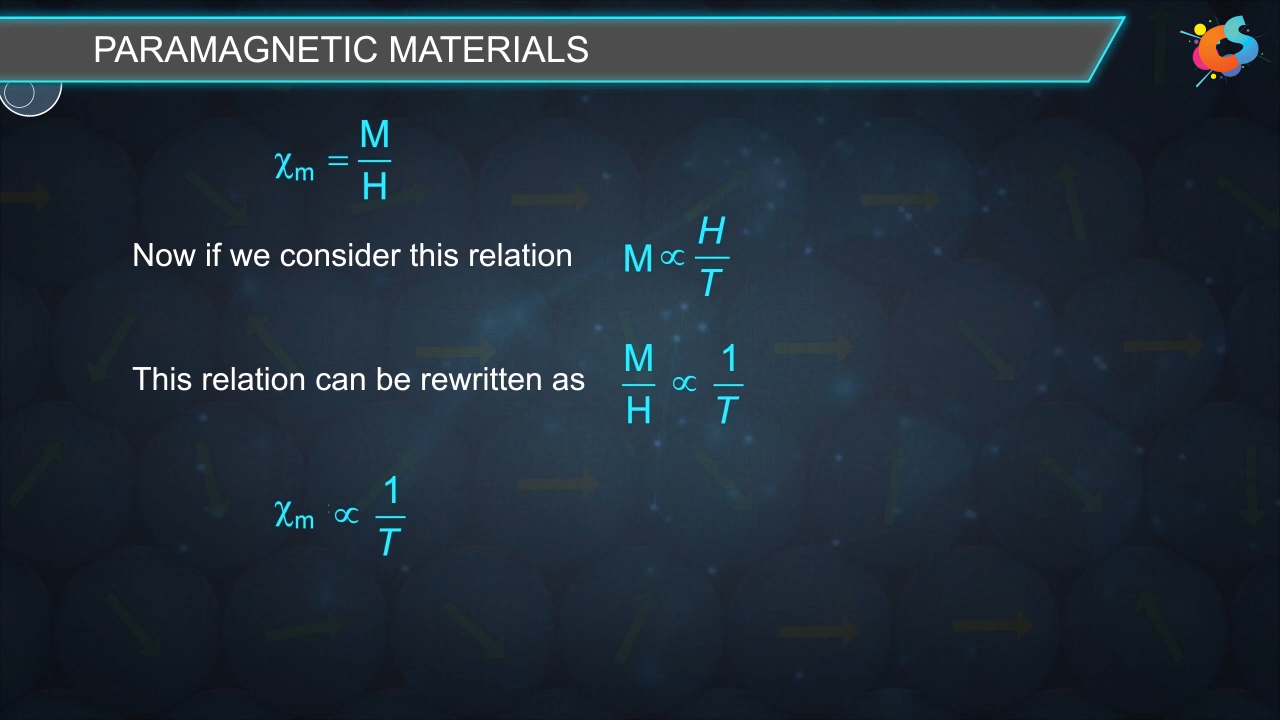 PARAMAGNETIC MATERIALS
χm = M/H
Now if we consider this relation M ∝ H/T
This relation can be rewritten as M/H ∝ 1/T
χm ∝ 1/T